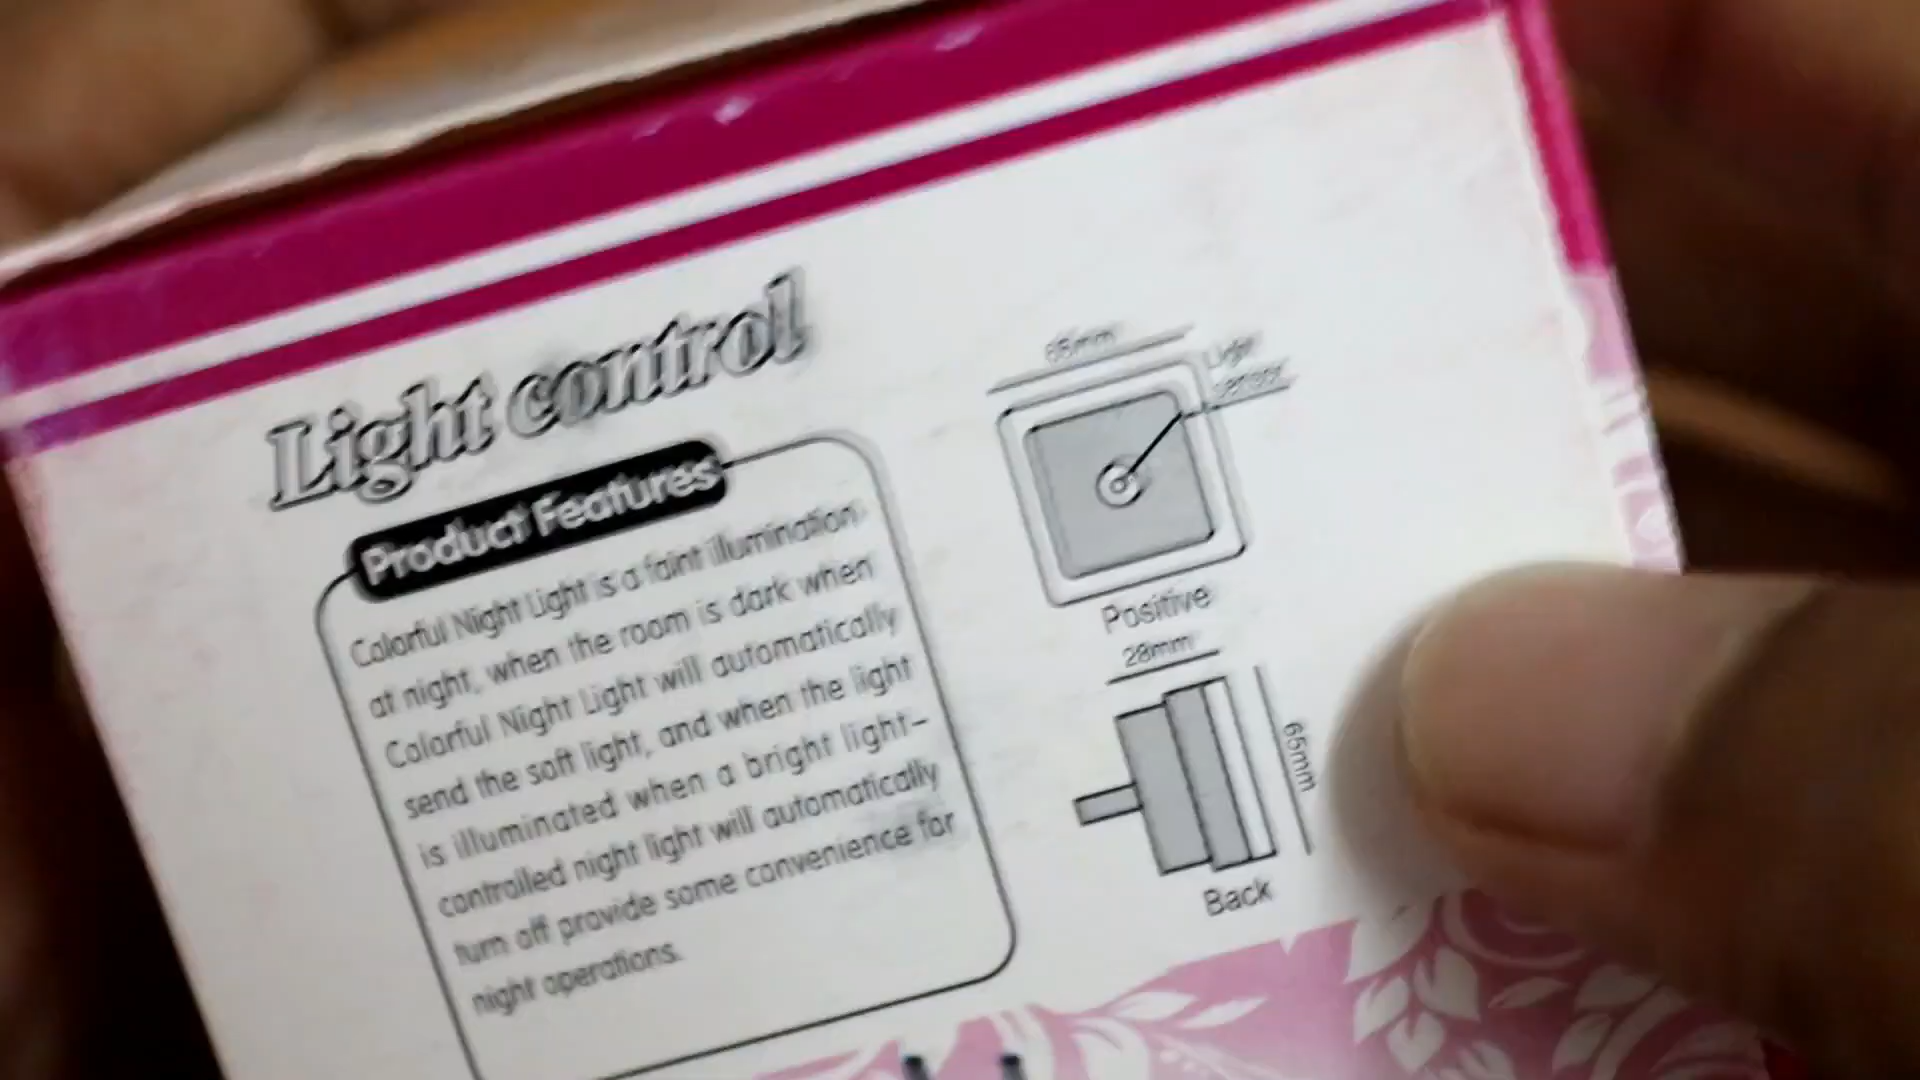 Light control
Product Features
Colorful Night Light is a faint illumination
at night, when the room is dark when
Colorful Night Light will automatically
send the soft light, and when the light
is illuminated when a bright light-
controlled night light will automatically
turn off provide some convenience for
night operations.
65mm
Light
sensor
Positive
28mm
65mm
Back